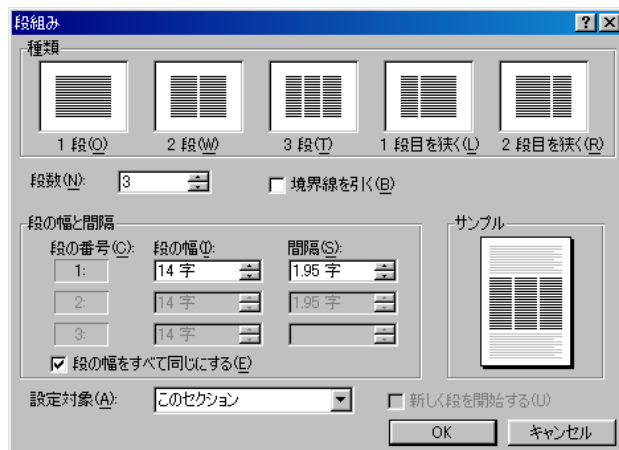 段組み
種類
1 段(O) 2 段(W) 3 段(T) 1 段目を狭く(L) 2 段目を狭く(R)
段数(N): 3 境界線を引く(B)
段の幅と間隔 サンプル
段の番号(C): 段の幅(I): 間隔(S):
1: 14 字 1.95 字
2: 14 字 1.95 字
3: 14 字
段の幅をすべて同じにする(E)
設定対象(A): このセクション 新しく段を開始する(U)
OK キャンセル